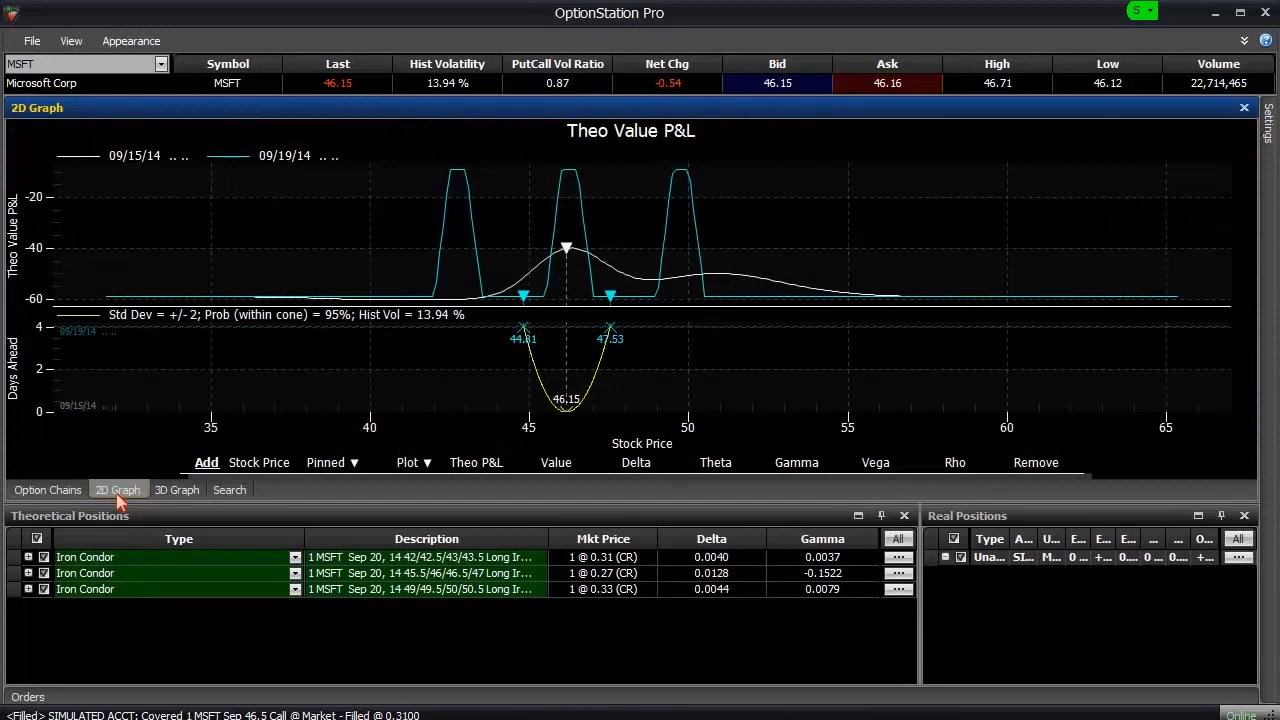 OptionStation Pro
S
File View Appearance
MSFT Symbol Last Hist Volatility PutCall Vol Ratio Net Chg Bid Ask High Low Volume
Microsoft Corp MSFT 46.15 13.94 % 0.87 -0.54 46.15 46.16 46.71 46.12 22,714,465
2D Graph
Settings
Theo Value P&L
09/15/14 .. .. 09/19/14 .. ..
Theo Value P&L
-20
-40
-60
Std Dev = +/- 2; Prob (within cone) = 95%; Hist Vol = 13.94 %
Days Ahead
4
09/19/14 .. ..
44.81 47.53
2
46.15
09/15/14 .. ..
0
35 40 45 50 55 60 65
Stock Price
Add Stock Price Pinned ▼ Plot ▼ Theo P&L Value Delta Theta Gamma Vega Rho Remove
Option Chains 2D Graph 3D Graph Search
Theoretical Positions Real Positions
Type Description Mkt Price Delta Gamma All Type A... U... E... E... E... ... ... O... All
Iron Condor 1 MSFT Sep 20, 14 42/42.5/43/43.5 Long Ir... 1 @ 0.31 (CR) 0.0040 0.0037 ... Una... SI... M... 0 ... +... 0.... 0.... 0.... +... ...
Iron Condor 1 MSFT Sep 20, 14 45.5/46/46.5/47 Long Ir... 1 @ 0.27 (CR) 0.0128 -0.1522 ...
Iron Condor 1 MSFT Sep 20, 14 49/49.5/50/50.5 Long Ir... 1 @ 0.33 (CR) 0.0044 0.0079 ...
Orders
<Filled> SIMULATED ACCT: Covered 1 MSFT Sep 46.5 Call @ Market - Filled @ 0.3100 Online